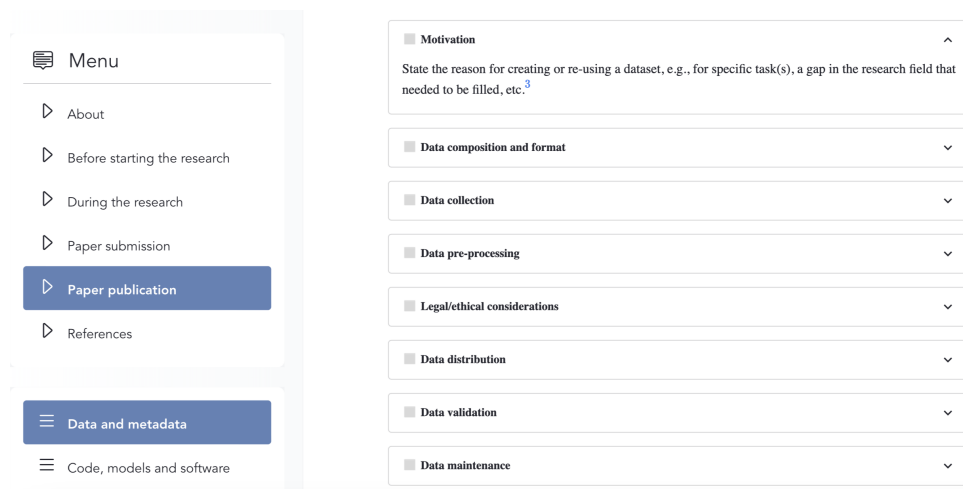 Menu
About
Before starting the research
During the research
Paper submission
Paper publication
References
Data and metadata
Code, models and software
Motivation
State the reason for creating or re-using a dataset, e.g., for specific task(s), a gap in the research field that
needed to be filled, etc.3
Data composition and format
Data collection
Data pre-processing
Legal/ethical considerations
Data distribution
Data validation
Data maintenance